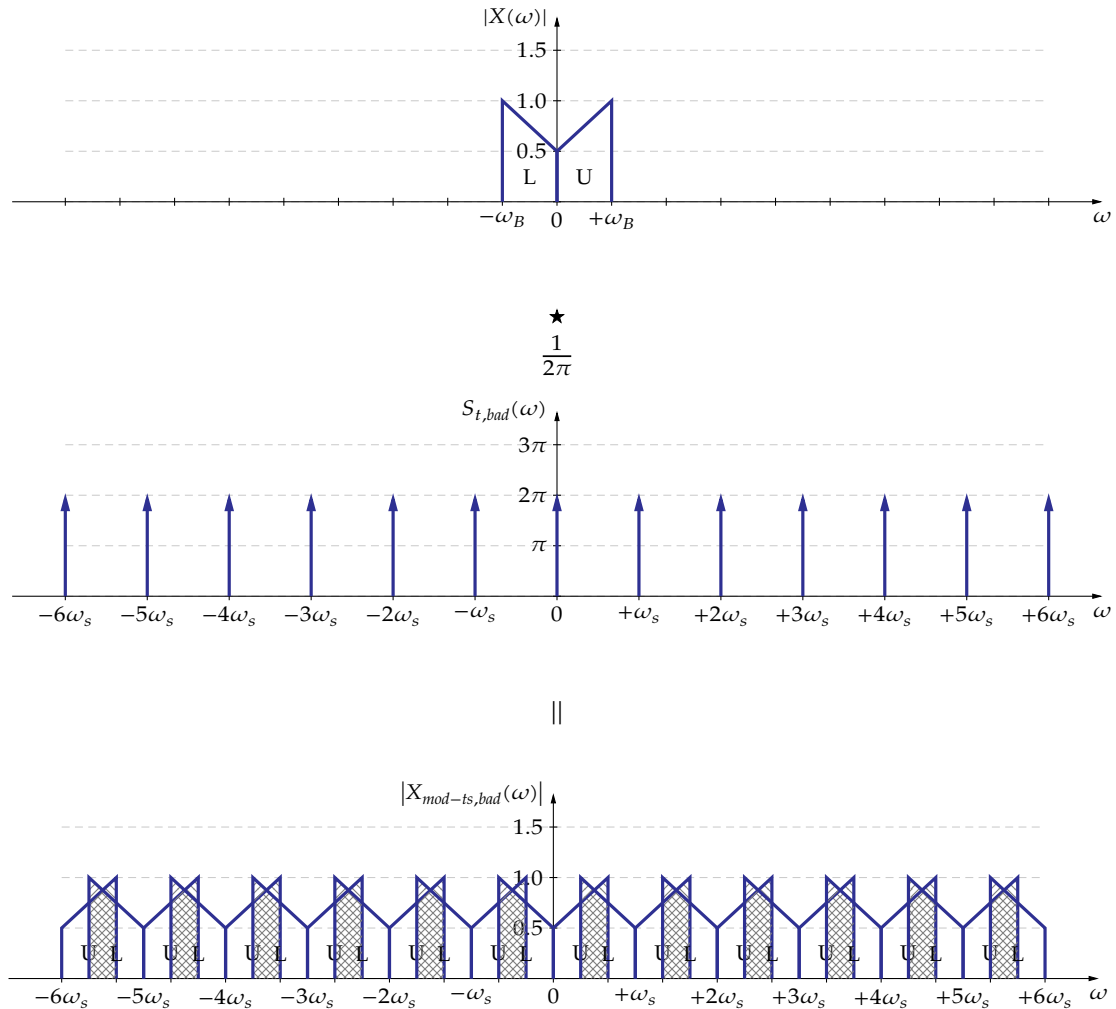 |X(ω)|
1.5
1.0
0.5
L U
−ω_B 0 +ω_B ω
★
1
2π
S_{t,bad}(ω)
3π
2π
π
−6ω_s −5ω_s −4ω_s −3ω_s −2ω_s −ω_s 0 +ω_s +2ω_s +3ω_s +4ω_s +5ω_s +6ω_s ω
||
|X_{mod−ts,bad}(ω)|
1.5
1.0
0.5
U L U L U L U L U L U L U L U L U L U L U L U L
−6ω_s −5ω_s −4ω_s −3ω_s −2ω_s −ω_s 0 +ω_s +2ω_s +3ω_s +4ω_s +5ω_s +6ω_s ω